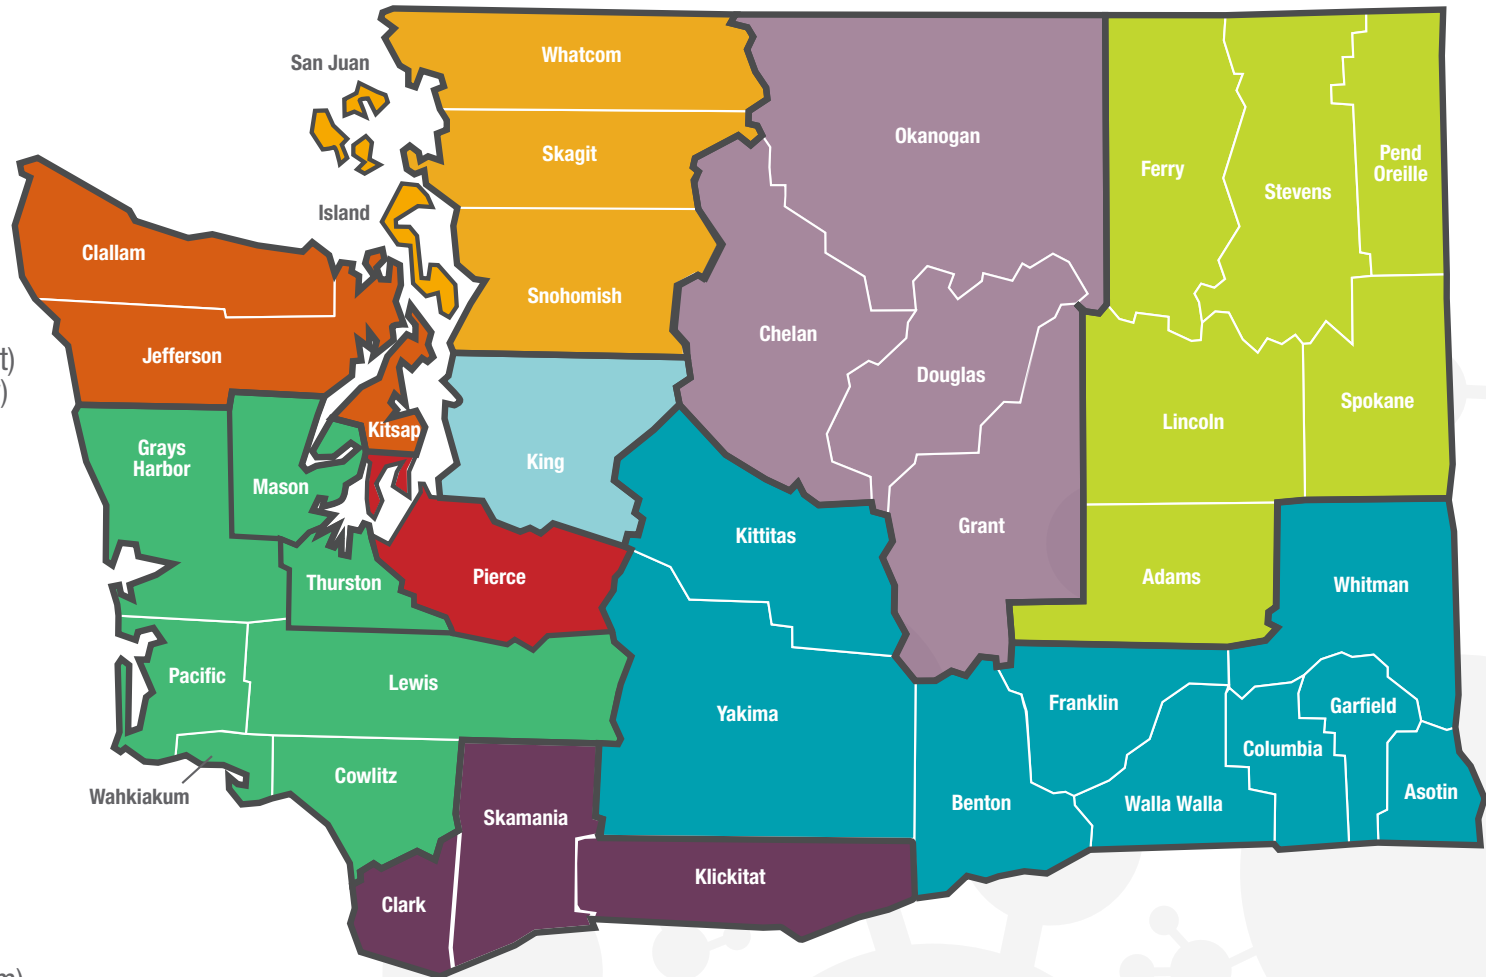 San Juan
Whatcom
Okanogan
Skagit
Ferry
Stevens
Pend
Oreille
Island
Clallam
Snohomish
Chelan
Jefferson
Douglas
t)
)
Lincoln
Spokane
Kitsap
Grays
Harbor
King
Mason
Grant
Kittitas
Pierce
Thurston
Adams
Whitman
Pacific
Lewis
Yakima
Franklin
Garfield
Columbia
Cowlitz
Wahkiakum
Skamania
Benton
Walla Walla
Asotin
Klickitat
Clark
m)